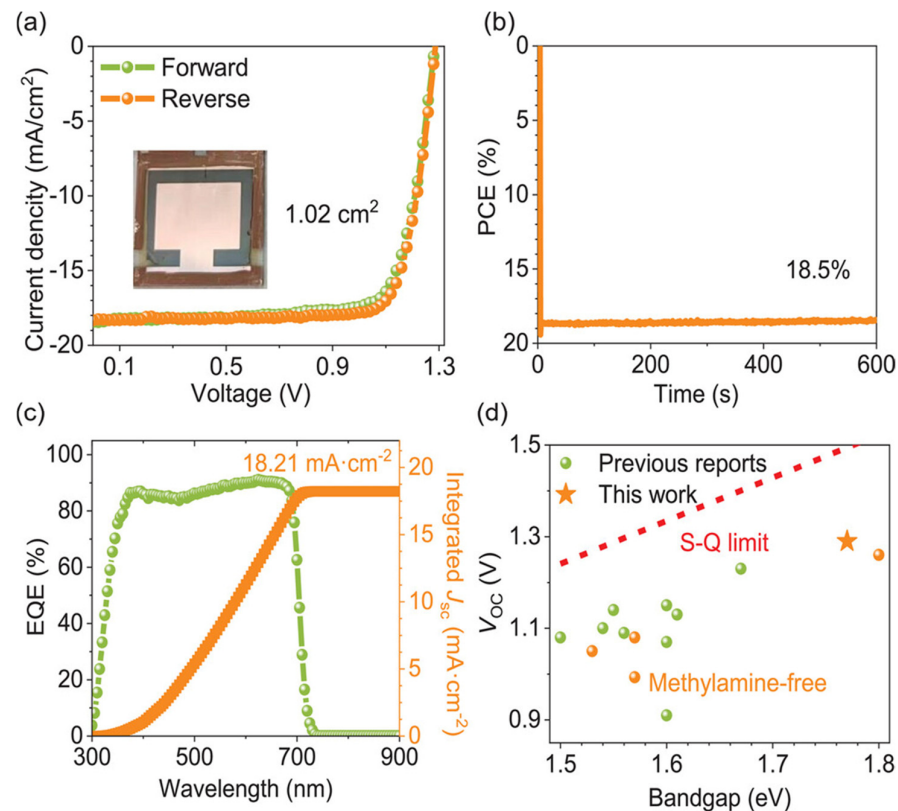 (a)
0
-5
-10
-15
-20
Current dencity (mA/cm²)
Forward
Reverse
1.02 cm²
0.1 0.5 0.9 1.3
Voltage (V)
(b)
0
5
10
15
20
PCE (%)
18.5%
0 200 400 600
Time (s)
(c)
100
80
60
40
20
0
EQE (%)
18.21 mA·cm⁻²
20
15
10
5
0
Integrated Jsc (mA·cm⁻²)
300 500 700 900
Wavelength (nm)
(d)
1.5
1.3
1.1
0.9
VOC (V)
Previous reports
This work
S-Q limit
Methylamine-free
1.5 1.6 1.7 1.8
Bandgap (eV)